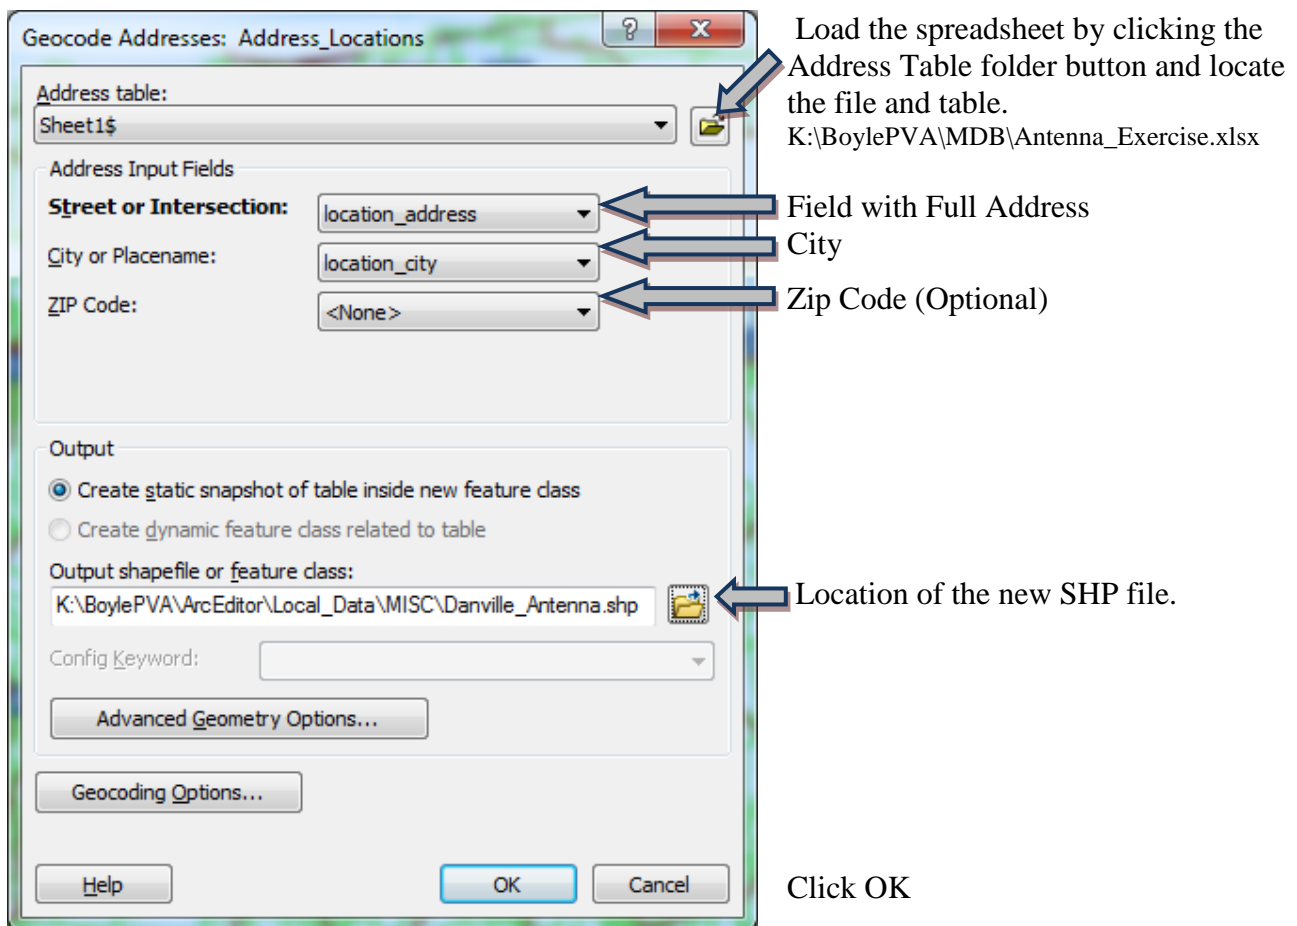 Geocode Addresses: Address_Locations
Load the spreadsheet by clicking the
Address Table folder button and locate
the file and table.
K:\BoylePVA\MDB\Antenna_Exercise.xlsx
Address table:
Sheet1$
Address Input Fields
Street or Intersection:
location_address
Field with Full Address
City or Placename:
location_city
City
ZIP Code:
<None>
Zip Code (Optional)
Output
Create static snapshot of table inside new feature class
Create dynamic feature class related to table
Output shapefile or feature class:
K:\BoylePVA\ArcEditor\Local_Data\MISC\Danville_Antenna.shp
Location of the new SHP file.
Config Keyword:
Advanced Geometry Options...
Geocoding Options...
Help
OK
Cancel
Click OK